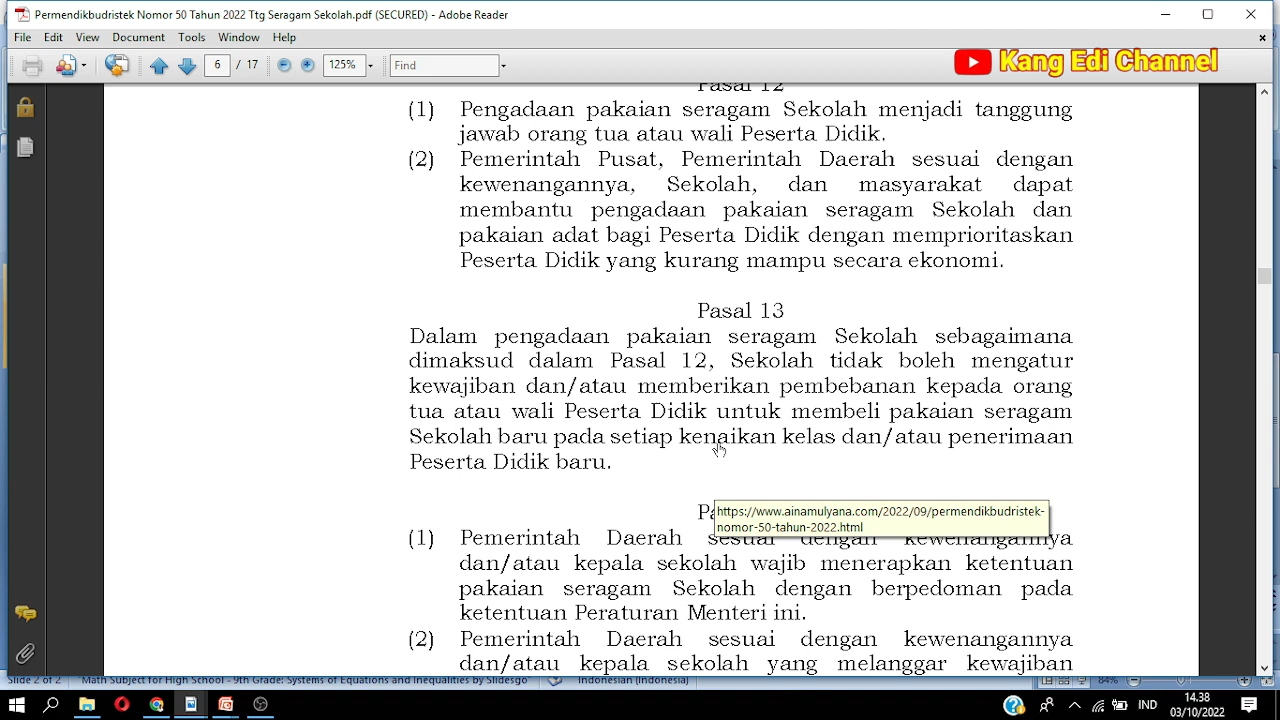 Permendikbudristek Nomor 50 Tahun 2022 Ttg Seragam Sekolah.pdf (SECURED) - Adobe Reader
File Edit View Document Tools Window Help
6 / 17 125% Find
Kang Edi Channel
Pasal 12
(1) Pengadaan pakaian seragam Sekolah menjadi tanggung
jawab orang tua atau wali Peserta Didik.
(2) Pemerintah Pusat, Pemerintah Daerah sesuai dengan
kewenangannya, Sekolah, dan masyarakat dapat
membantu pengadaan pakaian seragam Sekolah dan
pakaian adat bagi Peserta Didik dengan memprioritaskan
Peserta Didik yang kurang mampu secara ekonomi.
Pasal 13
Dalam pengadaan pakaian seragam Sekolah sebagaimana
dimaksud dalam Pasal 12, Sekolah tidak boleh mengatur
kewajiban dan/atau memberikan pembebanan kepada orang
tua atau wali Peserta Didik untuk membeli pakaian seragam
Sekolah baru pada setiap kenaikan kelas dan/atau penerimaan
Peserta Didik baru.
https://www.ainamulyana.com/2022/09/permendikbudristek-
nomor-50-tahun-2022.html
(1) Pemerintah Daerah sesuai dengan kewenangannya
dan/atau kepala sekolah wajib menerapkan ketentuan
pakaian seragam Sekolah dengan berpedoman pada
ketentuan Peraturan Menteri ini.
(2) Pemerintah Daerah sesuai dengan kewenangannya
dan/atau kepala sekolah yang melanggar kewajiban
Slide 2 of 2 "Math Subject for High School - 9th Grade: Systems of Equations and Inequalities by Slidesgo Indonesian (Indonesia) 84%
IND
14.38
03/10/2022